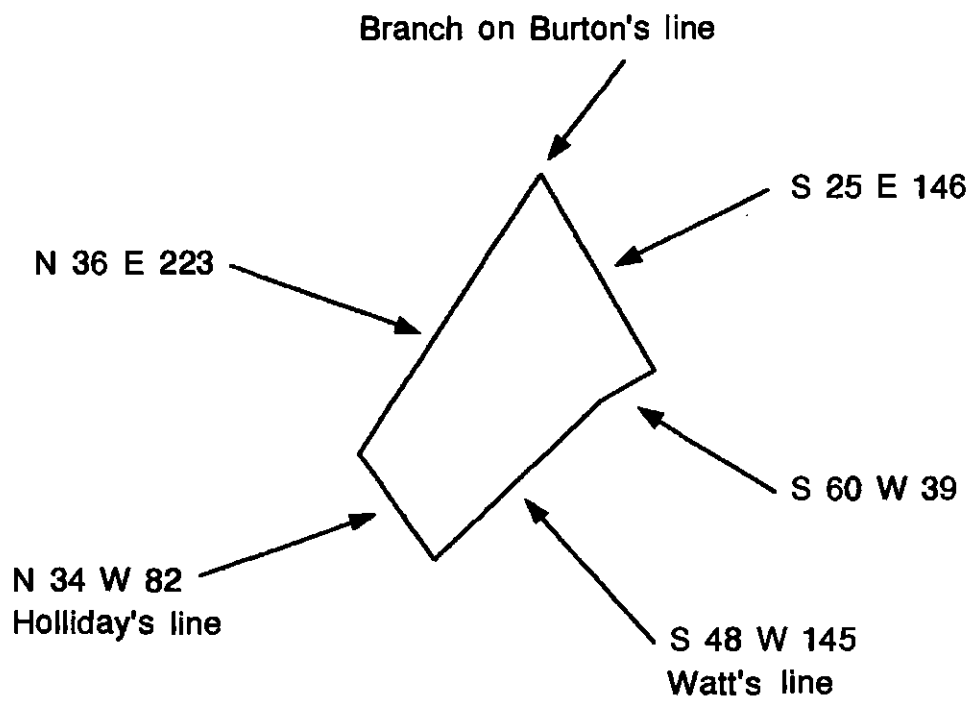 Branch on Burton's line
S 25 E 146
N 36 E 223
S 60 W 39
N 34 W 82
Holliday's line
S 48 W 145
Watt's line